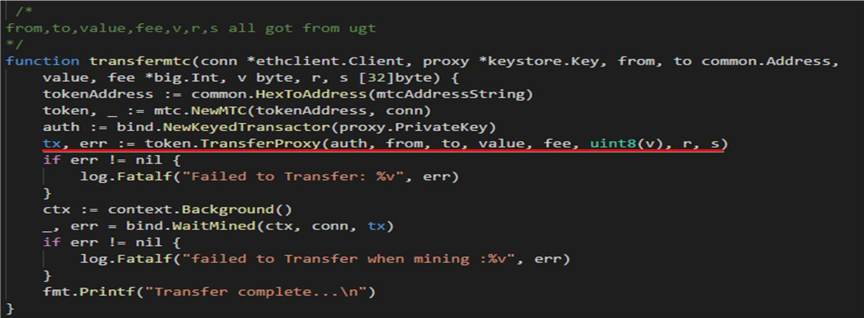 /*
from,to,value,fee,v,r,s all got from ugt
*/
function transfermtc(conn *ethclient.Client, proxy *keystore.Key, from, to common.Address,
value, fee *big.Int, v byte, r, s [32]byte) {
tokenAddress := common.HexToAddress(mtcAddressString)
token, _ := mtc.NewMTC(tokenAddress, conn)
auth := bind.NewKeyedTransactor(proxy.PrivateKey)
tx, err := token.TransferProxy(auth, from, to, value, fee, uint8(v), r, s)
if err != nil {
log.Fatalf("Failed to Transfer: %v", err)
}
ctx := context.Background()
_, err = bind.WaitMined(ctx, conn, tx)
if err != nil {
log.Fatalf("failed to Transfer when mining :%v", err)
}
fmt.Printf("Transfer complete...\n")
}